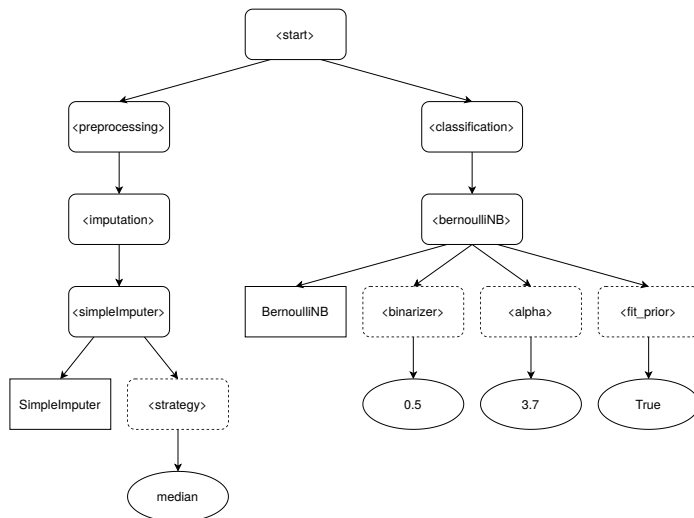 <start>
<preprocessing>
<classification>
<imputation>
<bernoulliNB>
<simpleImputer>
BernoulliNB
<binarizer>
<alpha>
<fit_prior>
SimpleImputer
<strategy>
0.5
3.7
True
median